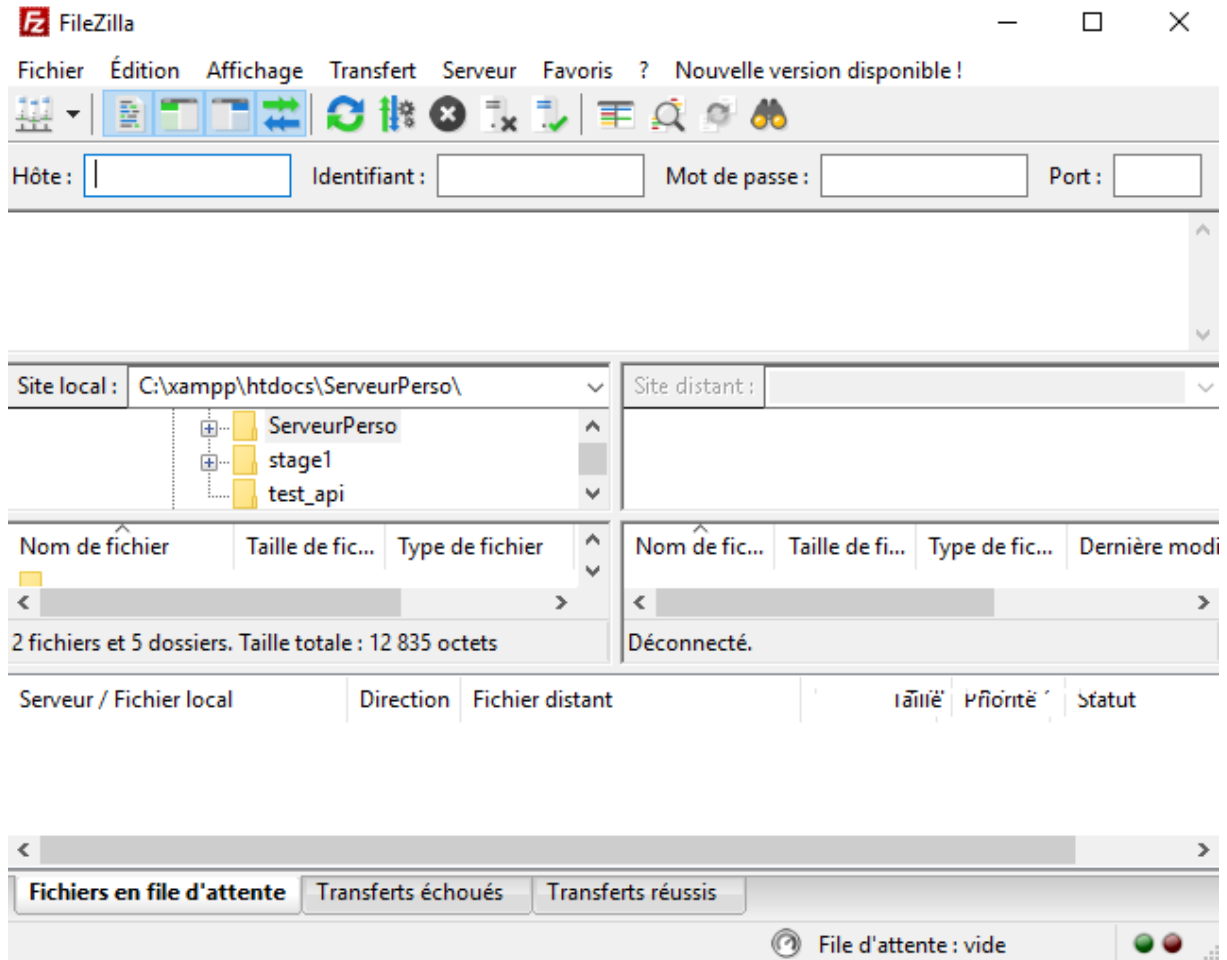 FileZilla
Fichier Édition Affichage Transfert Serveur Favoris ? Nouvelle version disponible !
Hôte : Identifiant : Mot de passe : Port :
Site local : C:\xampp\htdocs\ServeurPerso\ Site distant :
ServeurPerso
stage1
test_api
Nom de fichier Taille de fic... Type de fichier Nom de fic... Taille de fi... Type de fic... Dernière modi
2 fichiers et 5 dossiers. Taille totale : 12 835 octets Déconnecté.
Serveur / Fichier local Direction Fichier distant Taille Priorité Statut
Fichiers en file d'attente Transferts échoués Transferts réussis
File d'attente : vide